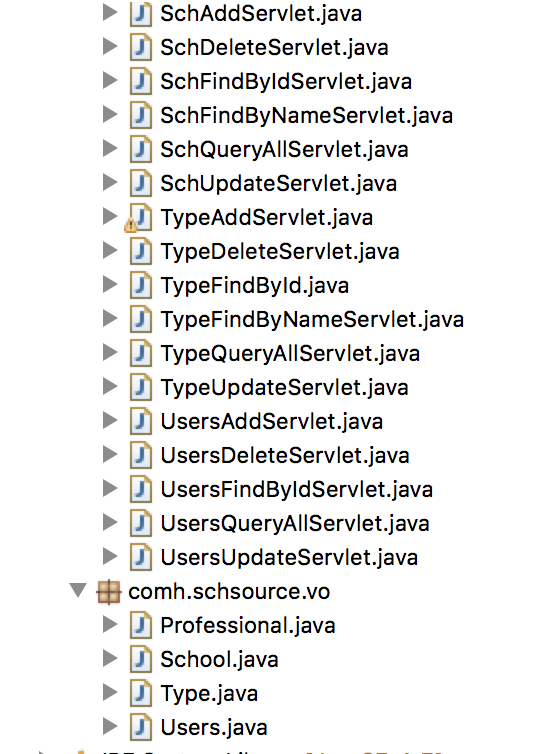 SchAddServlet.java
SchDeleteServlet.java
SchFindByIdServlet.java
SchFindByNameServlet.java
SchQueryAllServlet.java
SchUpdateServlet.java
TypeAddServlet.java
TypeDeleteServlet.java
TypeFindById.java
TypeFindByNameServlet.java
TypeQueryAllServlet.java
TypeUpdateServlet.java
UsersAddServlet.java
UsersDeleteServlet.java
UsersFindByIdServlet.java
UsersQueryAllServlet.java
UsersUpdateServlet.java
comh.schsource.vo
Professional.java
School.java
Type.java
Users.java